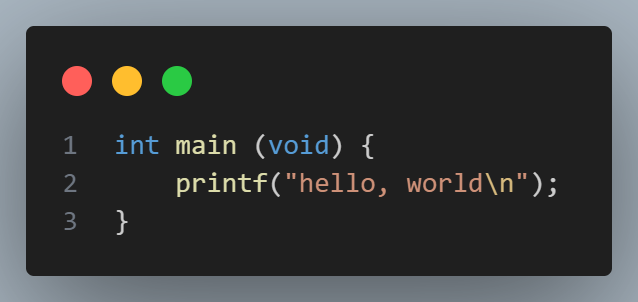 1 int main (void) {
2     printf("hello, world\n");
3 }